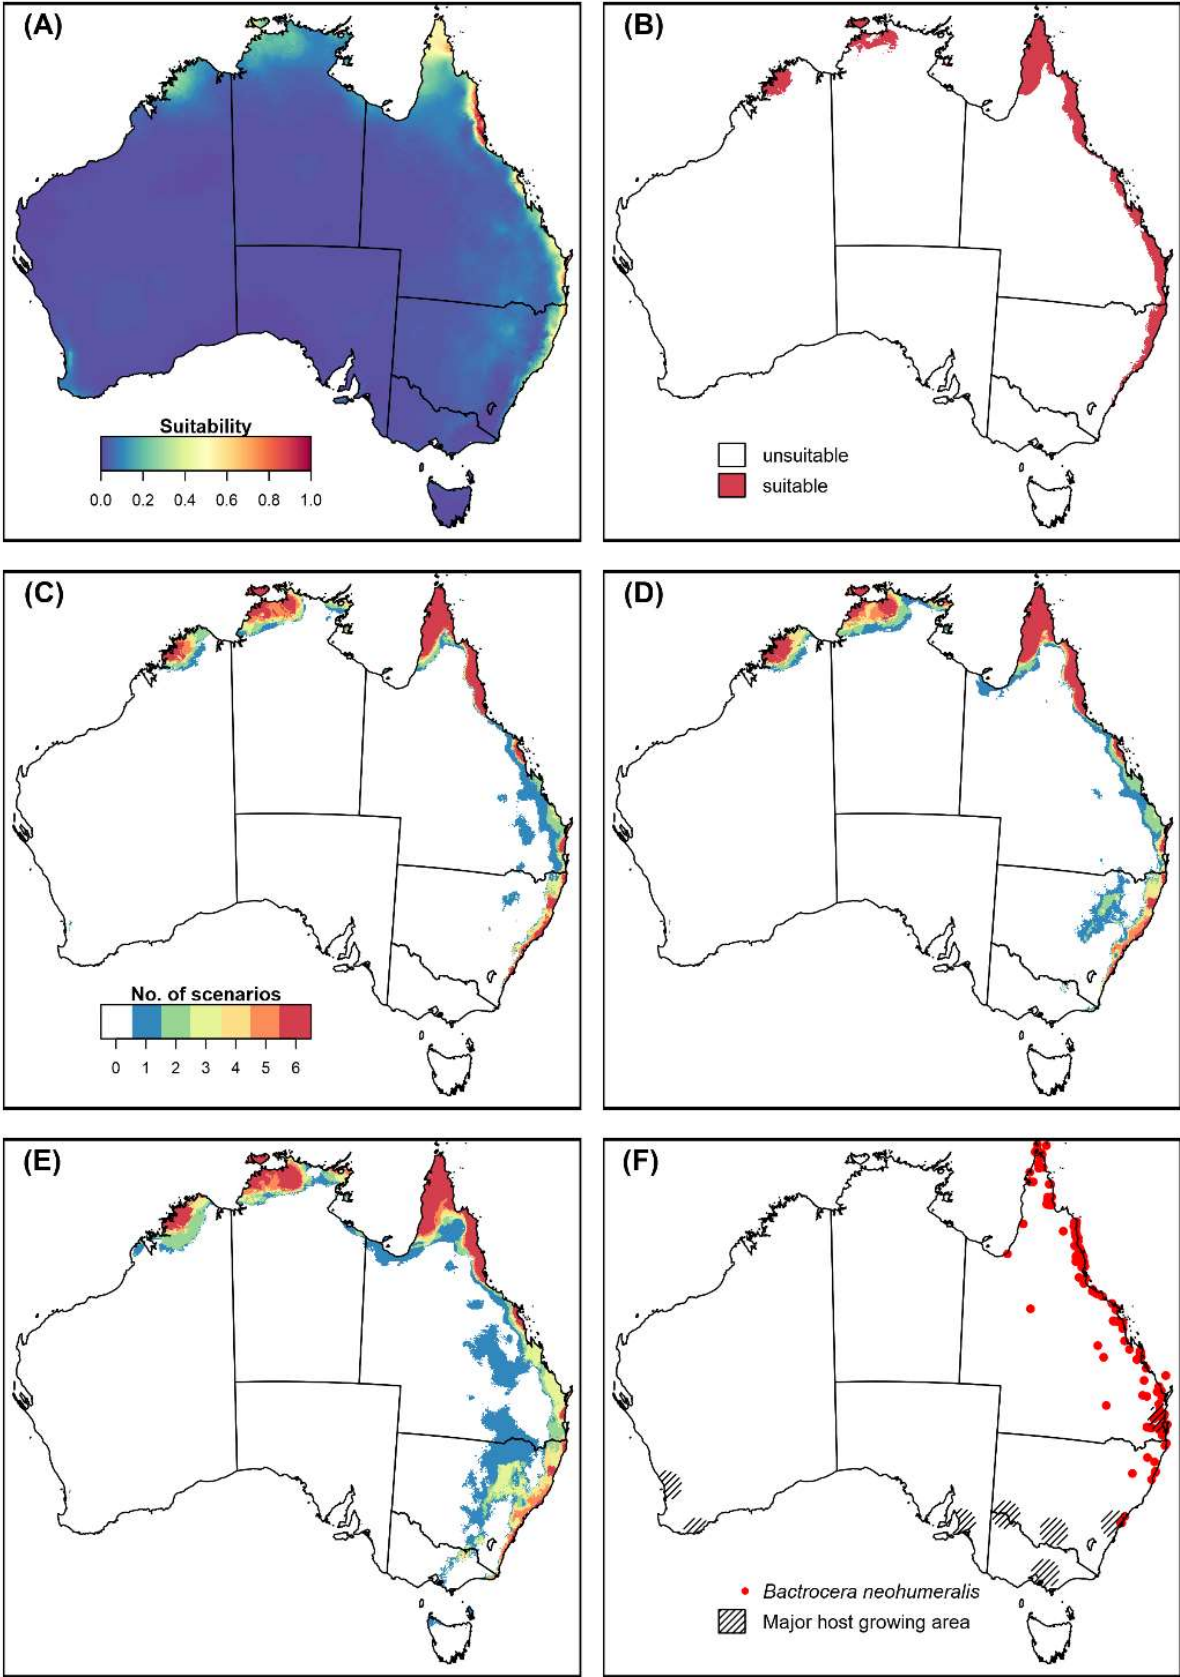 (A)
(B)
Suitability
0.0 0.2 0.4 0.6 0.8 1.0
unsuitable
suitable
(C)
(D)
No. of scenarios
0 1 2 3 4 5 6
(E)
(F)
Bactrocera neohumeralis
Major host growing area